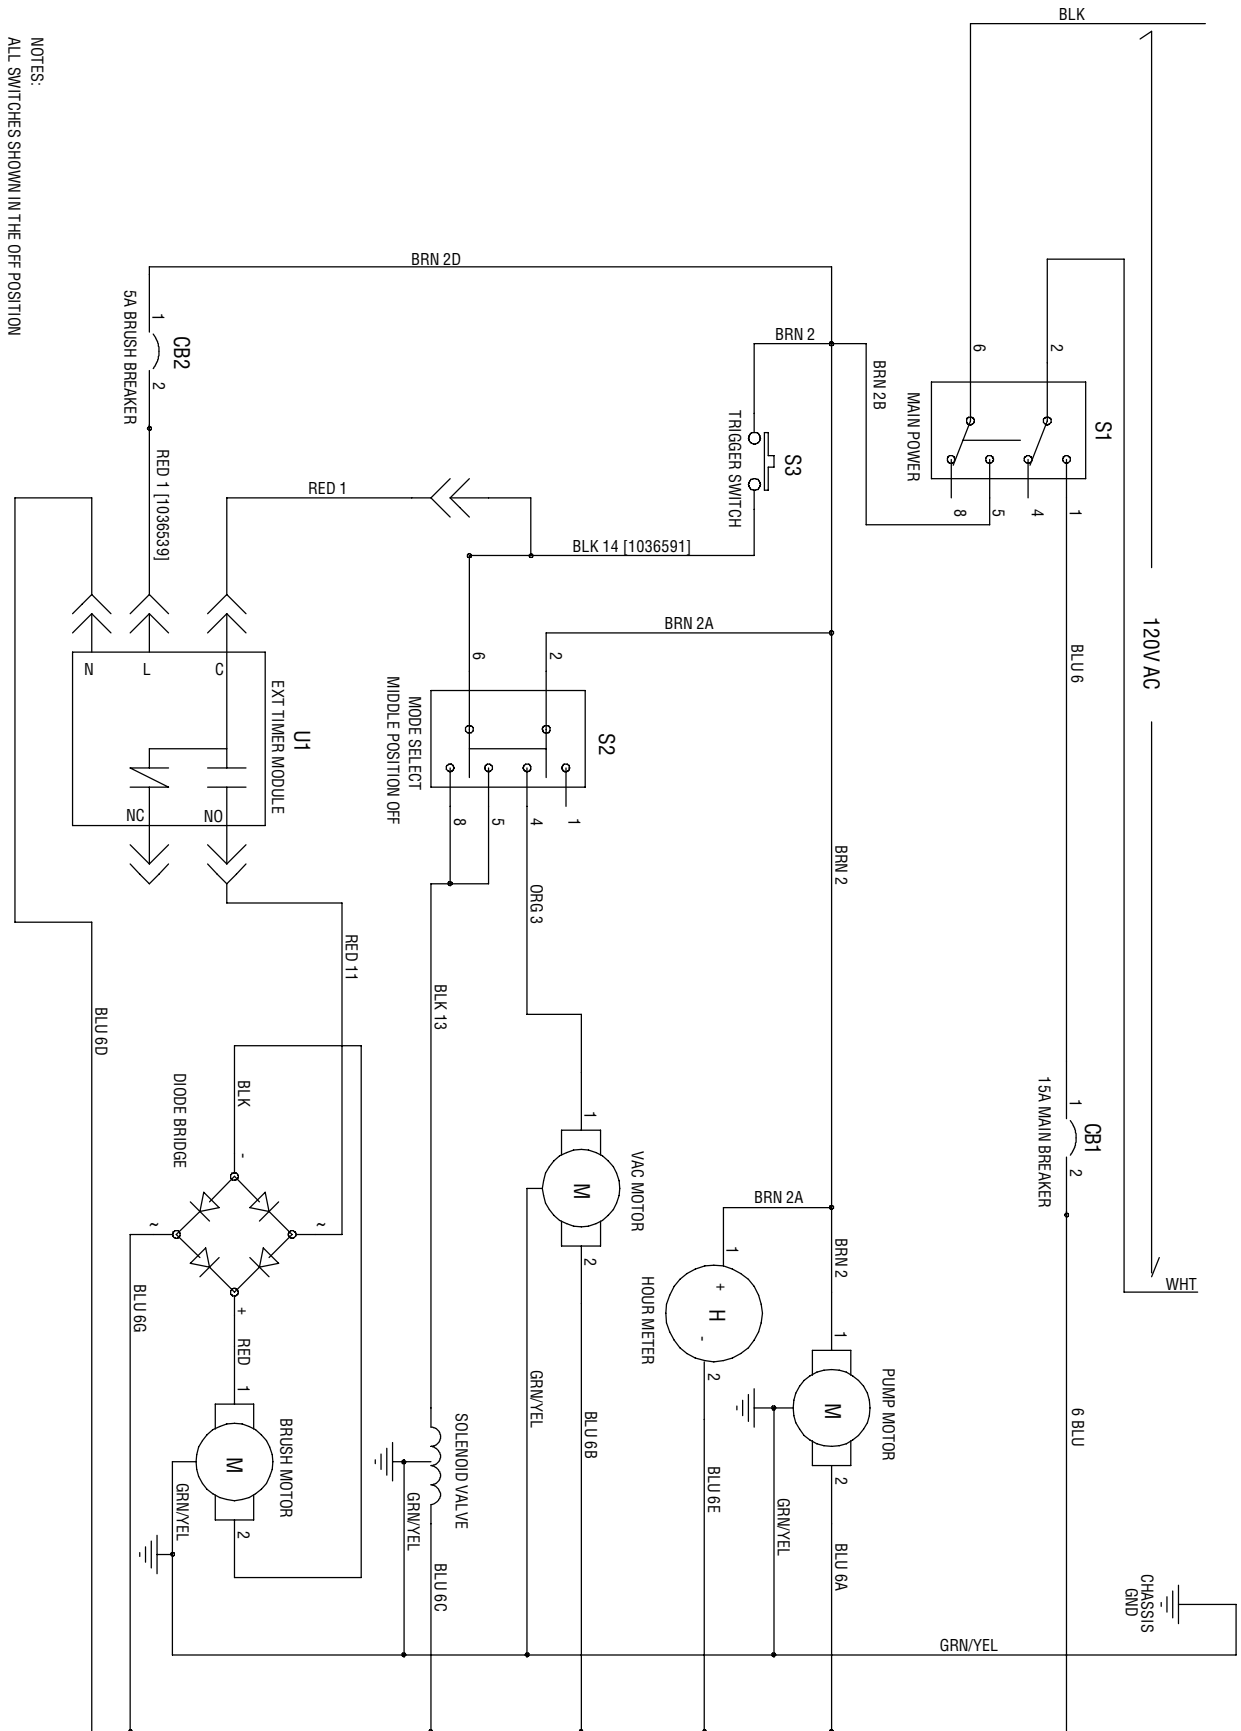 BLK
120V AC
WHT
S1
MAIN POWER
2
6
1
4
5
8
BLU 6
1
CB1
2
15A MAIN BREAKER
6 BLU
CHASSIS
GND
GRN/YEL
BRN 2D
BRN 2
BRN 2B
S3
TRIGGER SWITCH
BRN 2
BRN 2A
BRN 2
1
PUMP MOTOR
M
2
GRN/YEL
BLU 6A
BRN 2A
1
+
H
-
2
HOUR METER
BLU 6E
BLK 14 [1036591]
S2
MODE SELECT
MIDDLE POSITION OFF
2
6
1
4
5
8
ORG 3
1
VAC MOTOR
M
2
GRN/YEL
BLU 6B
BLK 13
SOLENOID VALVE
GRN/YEL
BLU 6C
1
CB2
2
5A BRUSH BREAKER
RED 1 [1036539]
RED 1
N
L
C
U1
EXT TIMER MODULE
NC
NO
RED 11
BLU 6D
DIODE BRIDGE
BLK
-
~
~
+
RED
BLU 6G
1
BRUSH MOTOR
M
2
GRN/YEL
NOTES:
ALL SWITCHES SHOWN IN THE OFF POSITION